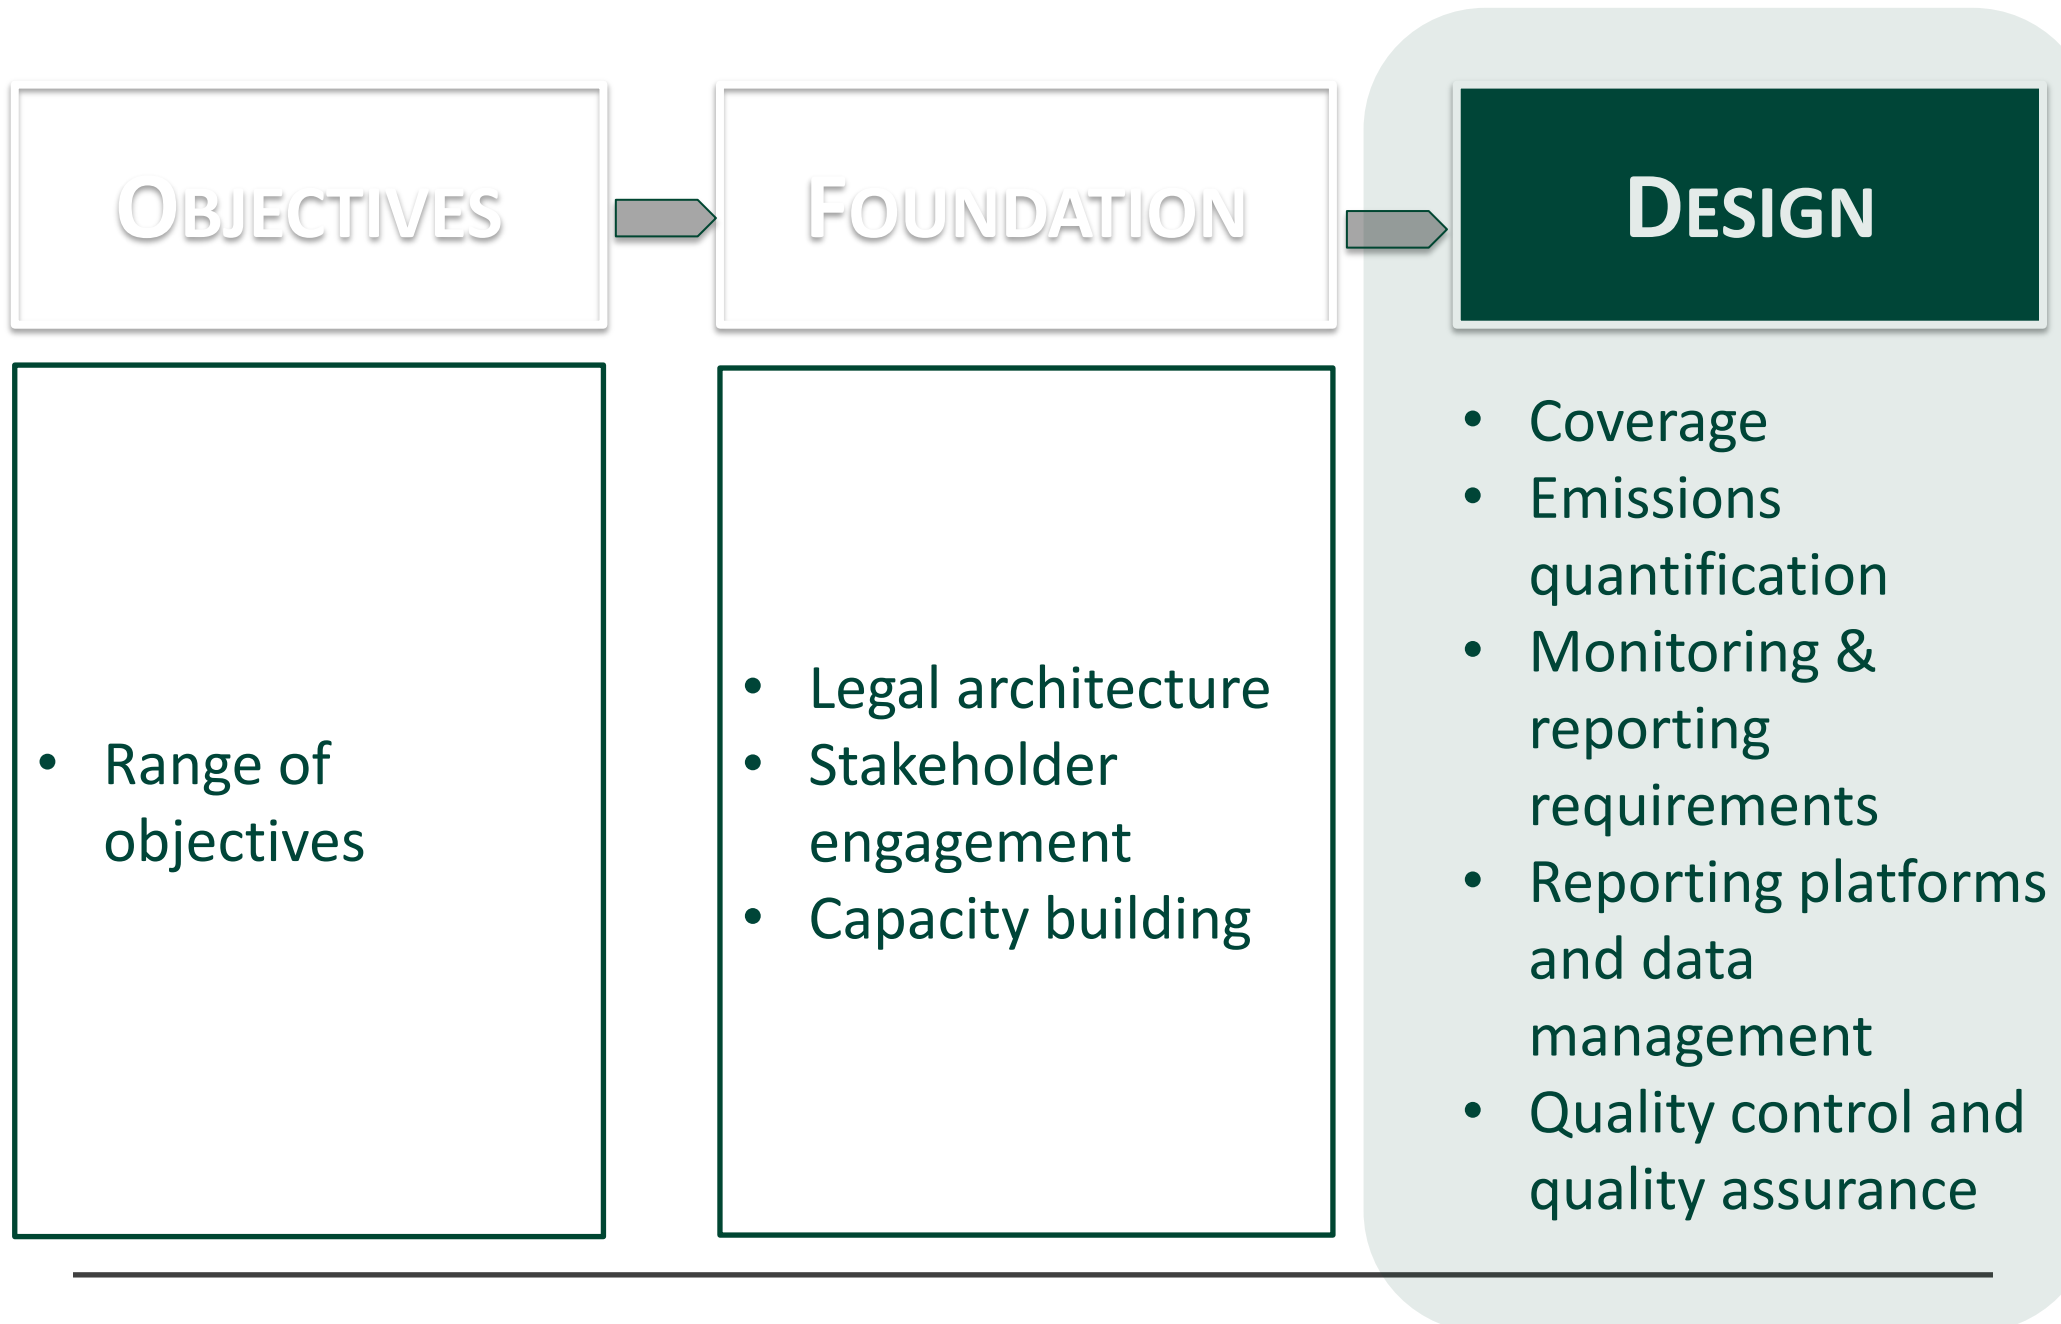 OBJECTIVES
FOUNDATION
DESIGN
• Range of
objectives
• Legal architecture
• Stakeholder
engagement
• Capacity building
• Coverage
• Emissions
quantification
• Monitoring &
reporting
requirements
• Reporting platforms
and data
management
• Quality control and
quality assurance